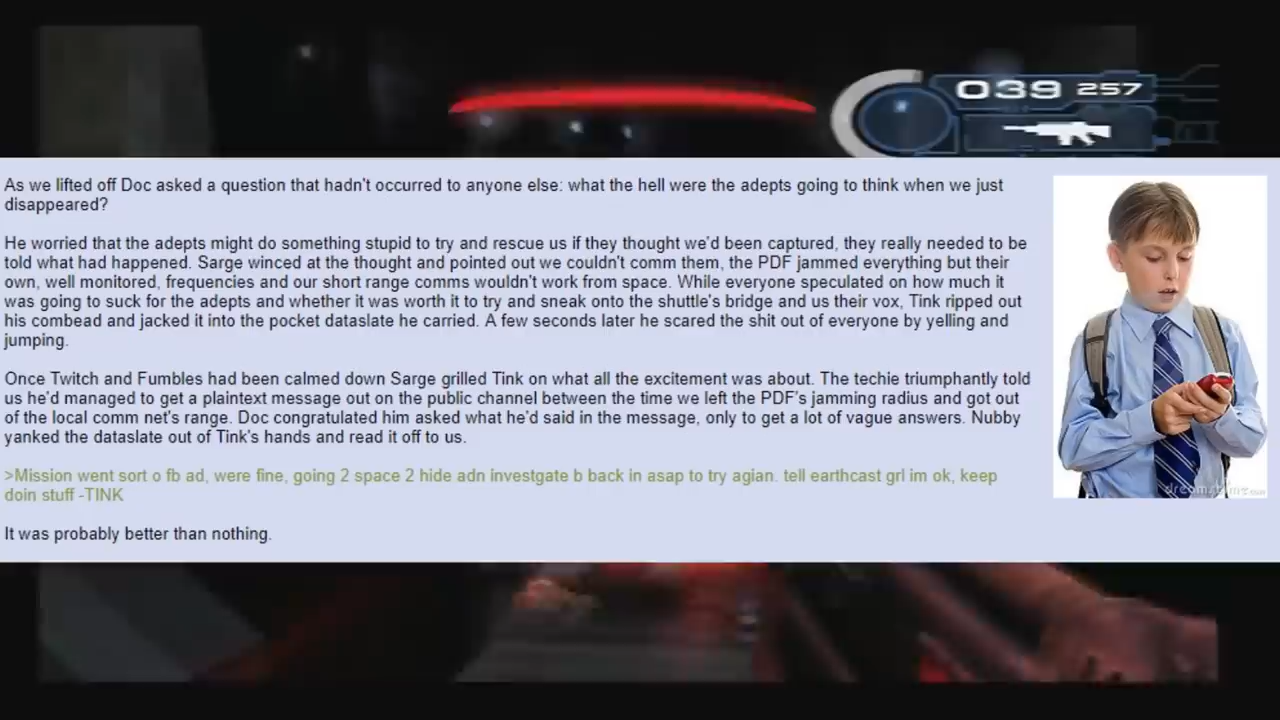 039 257
As we lifted off Doc asked a question that hadn't occurred to anyone else: what the hell were the adepts going to think when we just
disappeared?
He worried that the adepts might do something stupid to try and rescue us if they thought we'd been captured, they really needed to be
told what had happened. Sarge winced at the thought and pointed out we couldn't comm them, the PDF jammed everything but their
own, well monitored, frequencies and our short range comms wouldn't work from space. While everyone speculated on how much it
was going to suck for the adepts and whether it was worth it to try and sneak onto the shuttle's bridge and us their vox, Tink ripped out
his combead and jacked it into the pocket dataslate he carried. A few seconds later he scared the shit out of everyone by yelling and
jumping.
Once Twitch and Fumbles had been calmed down Sarge grilled Tink on what all the excitement was about. The techie triumphantly told
us he'd managed to get a plaintext message out on the public channel between the time we left the PDF's jamming radius and got out
of the local comm net's range. Doc congratulated him asked what he'd said in the message, only to get a lot of vague answers. Nubby
yanked the dataslate out of Tink's hands and read it off to us.
>Mission went sort o fb ad, were fine, going 2 space 2 hide adn investgate b back in asap to try agian. tell earthcast grl im ok, keep
doin stuff -TINK
It was probably better than nothing.
dreamstime.com